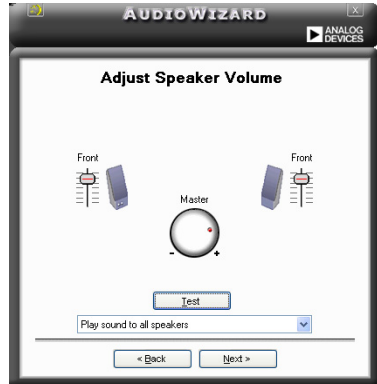 AUDIOWIZARD
ANALOG
DEVICES
Adjust Speaker Volume
Front
Front
Master
- +
Test
Play sound to all speakers
« Back
Next »